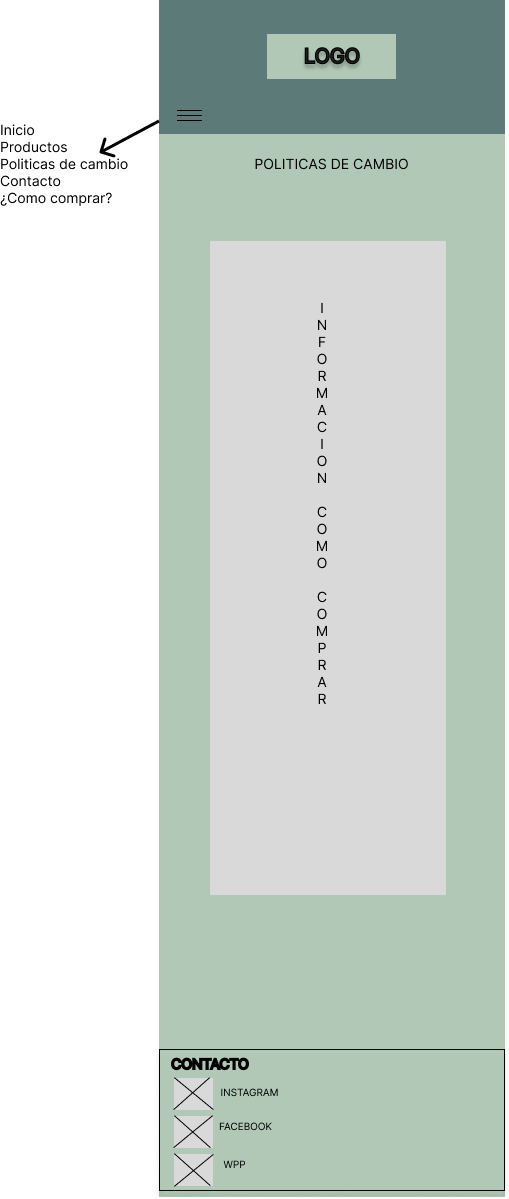 LOGO
Inicio
Productos
Politicas de cambio
Contacto
¿Como comprar?
POLITICAS DE CAMBIO
I
N
F
O
R
M
A
C
I
O
N
C
O
M
O
C
O
M
P
R
A
R
CONTACTO
INSTAGRAM
FACEBOOK
WPP